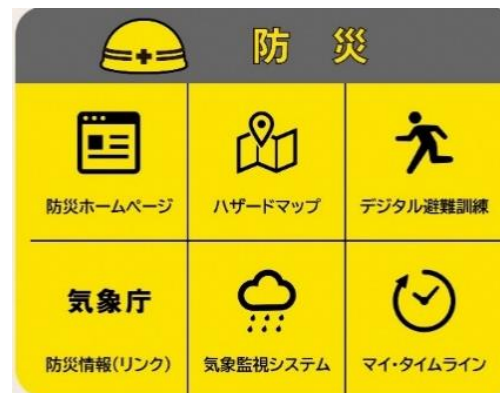 防 災
防災ホームページ
ハザードマップ
デジタル避難訓練
気象庁
防災情報(リンク)
気象監視システム
マイ・タイムライン